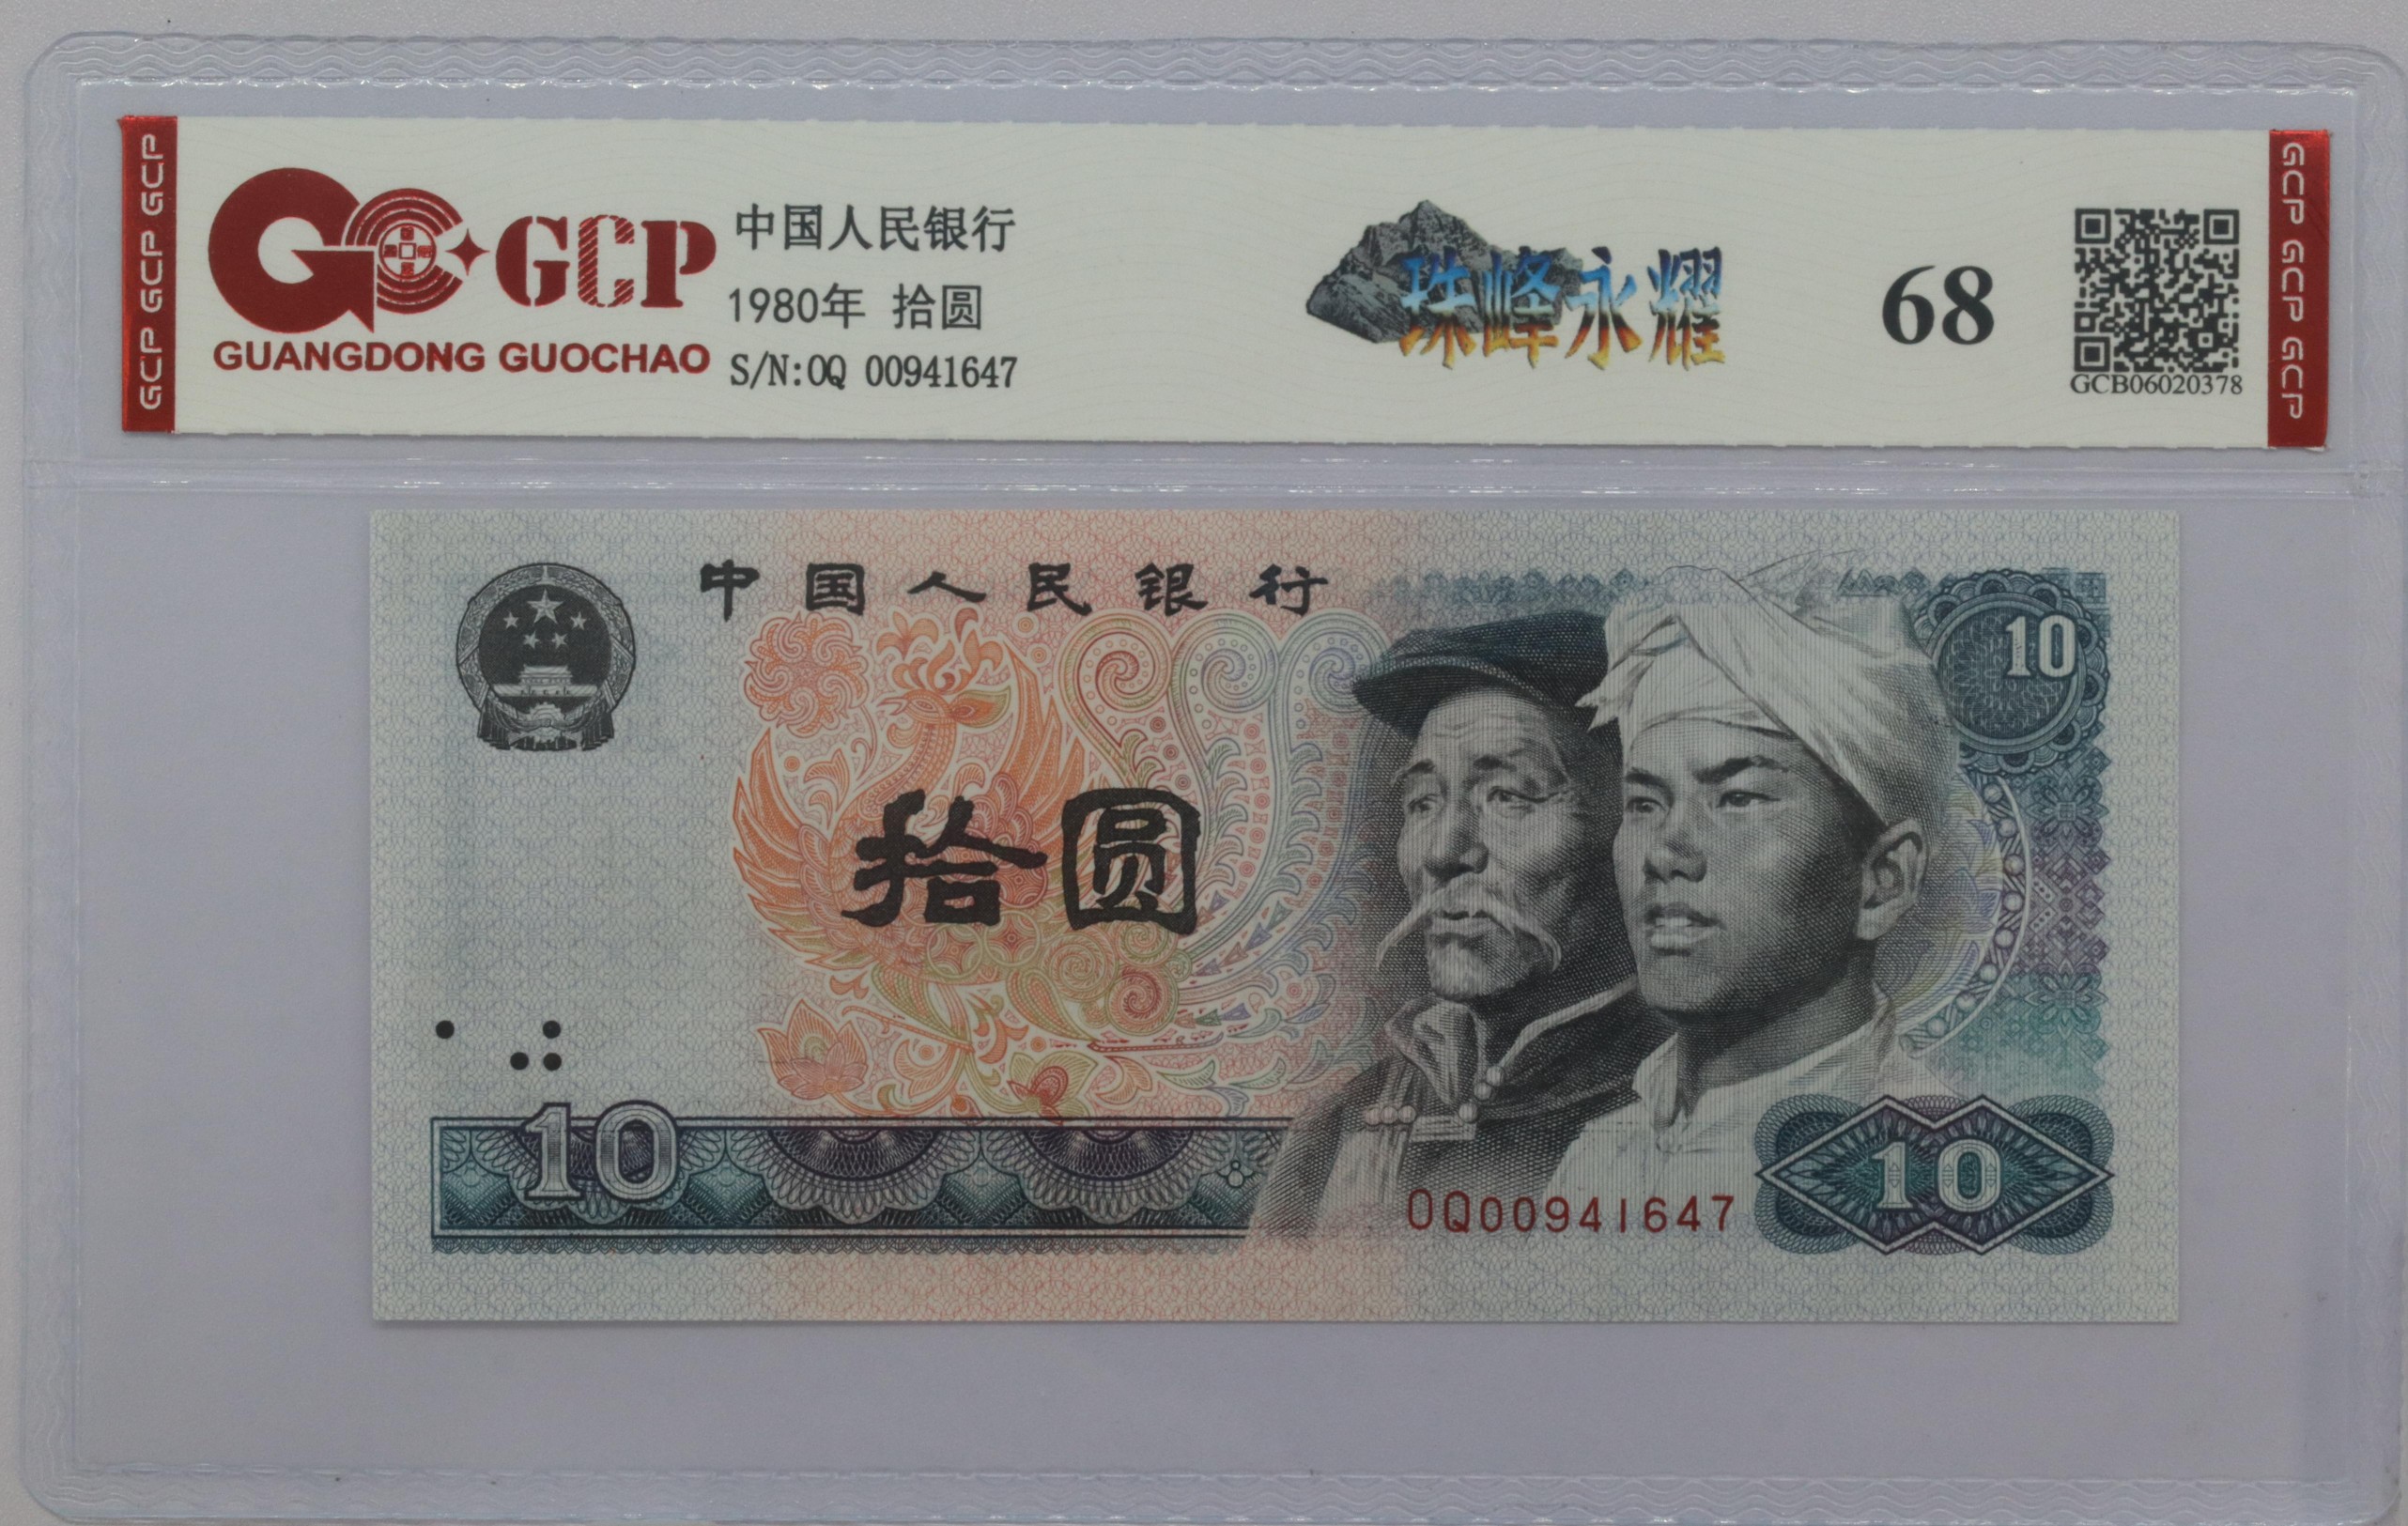 GCP GCP GCP
GCP
GUANGDONG GUOCHAO
中国人民银行
1980年 拾圆
S/N:OQ 00941647
珠峰永耀
68
GCB06020378
GCP GCP GCP
中国人民银行
10
拾圆
10
OQ00941647
10